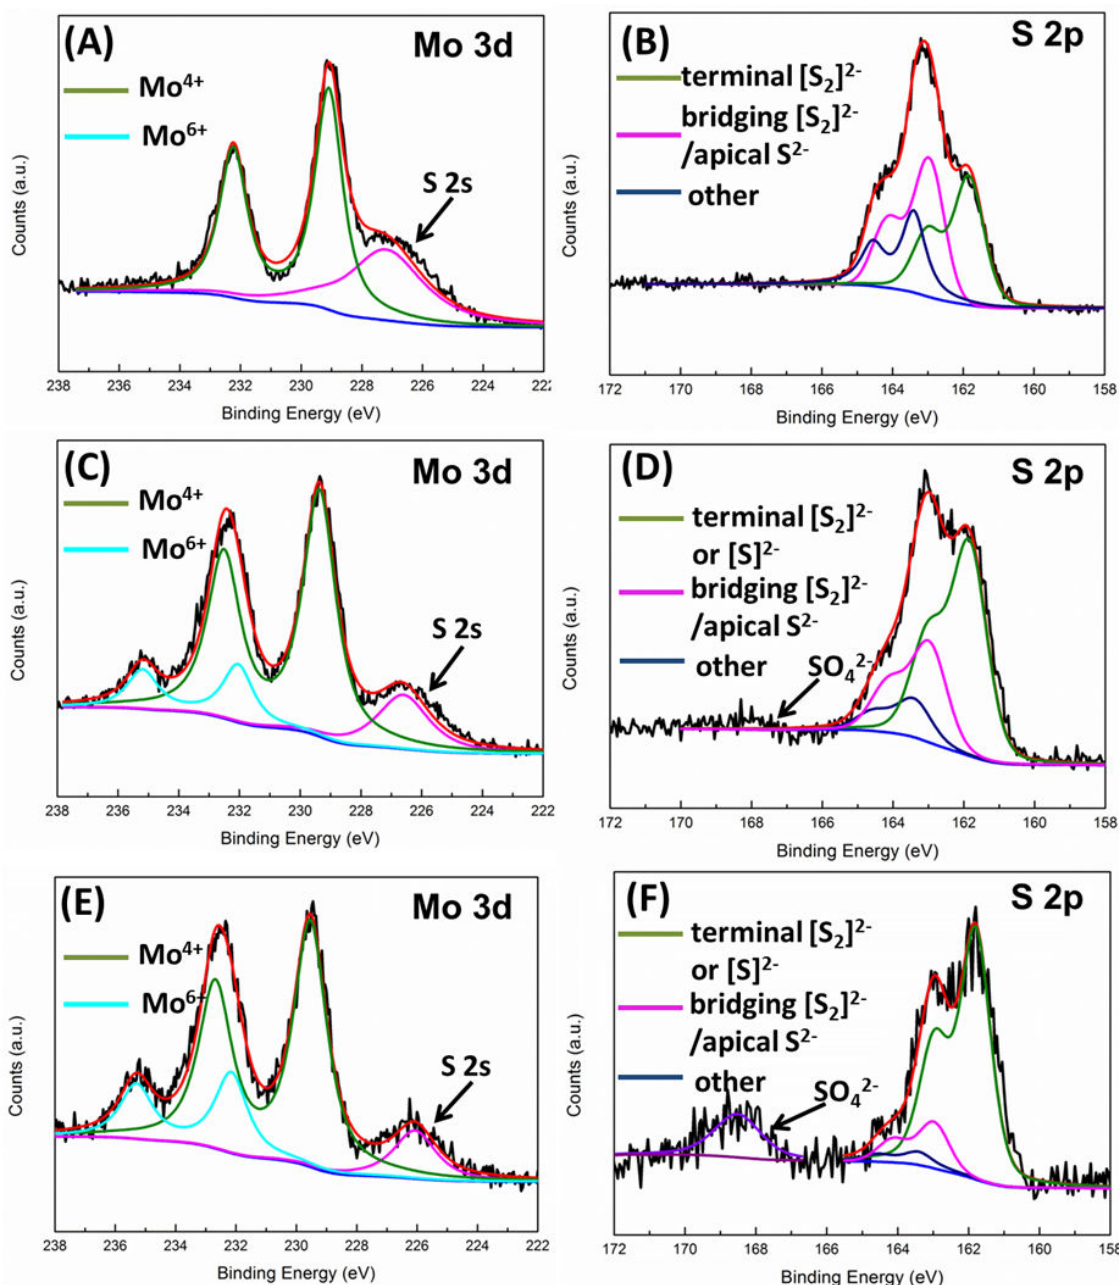 (A) Mo 3d
Mo⁴⁺
Mo⁶⁺
S 2s
Counts (a.u.)
238 236 234 232 230 228 226 224 222
Binding Energy (eV)
(B) S 2p
terminal [S₂]²⁻
bridging [S₂]²⁻
/apical S²⁻
other
Counts (a.u.)
172 170 168 166 164 162 160 158
Binding Energy (eV)
(C) Mo 3d
Mo⁴⁺
Mo⁶⁺
S 2s
Counts (a.u.)
238 236 234 232 230 228 226 224 222
Binding Energy (eV)
(D) S 2p
terminal [S₂]²⁻
or [S]²⁻
bridging [S₂]²⁻
/apical S²⁻
other SO₄²⁻
Counts (a.u.)
172 170 168 166 164 162 160 158
Binding Energy (eV)
(E) Mo 3d
Mo⁴⁺
Mo⁶⁺
S 2s
Counts (a.u.)
238 236 234 232 230 228 226 224 222
Binding Energy (eV)
(F) S 2p
terminal [S₂]²⁻
or [S]²⁻
bridging [S₂]²⁻
/apical S²⁻
other SO₄²⁻
Counts (a.u.)
172 170 168 166 164 162 160 158
Binding Energy (eV)